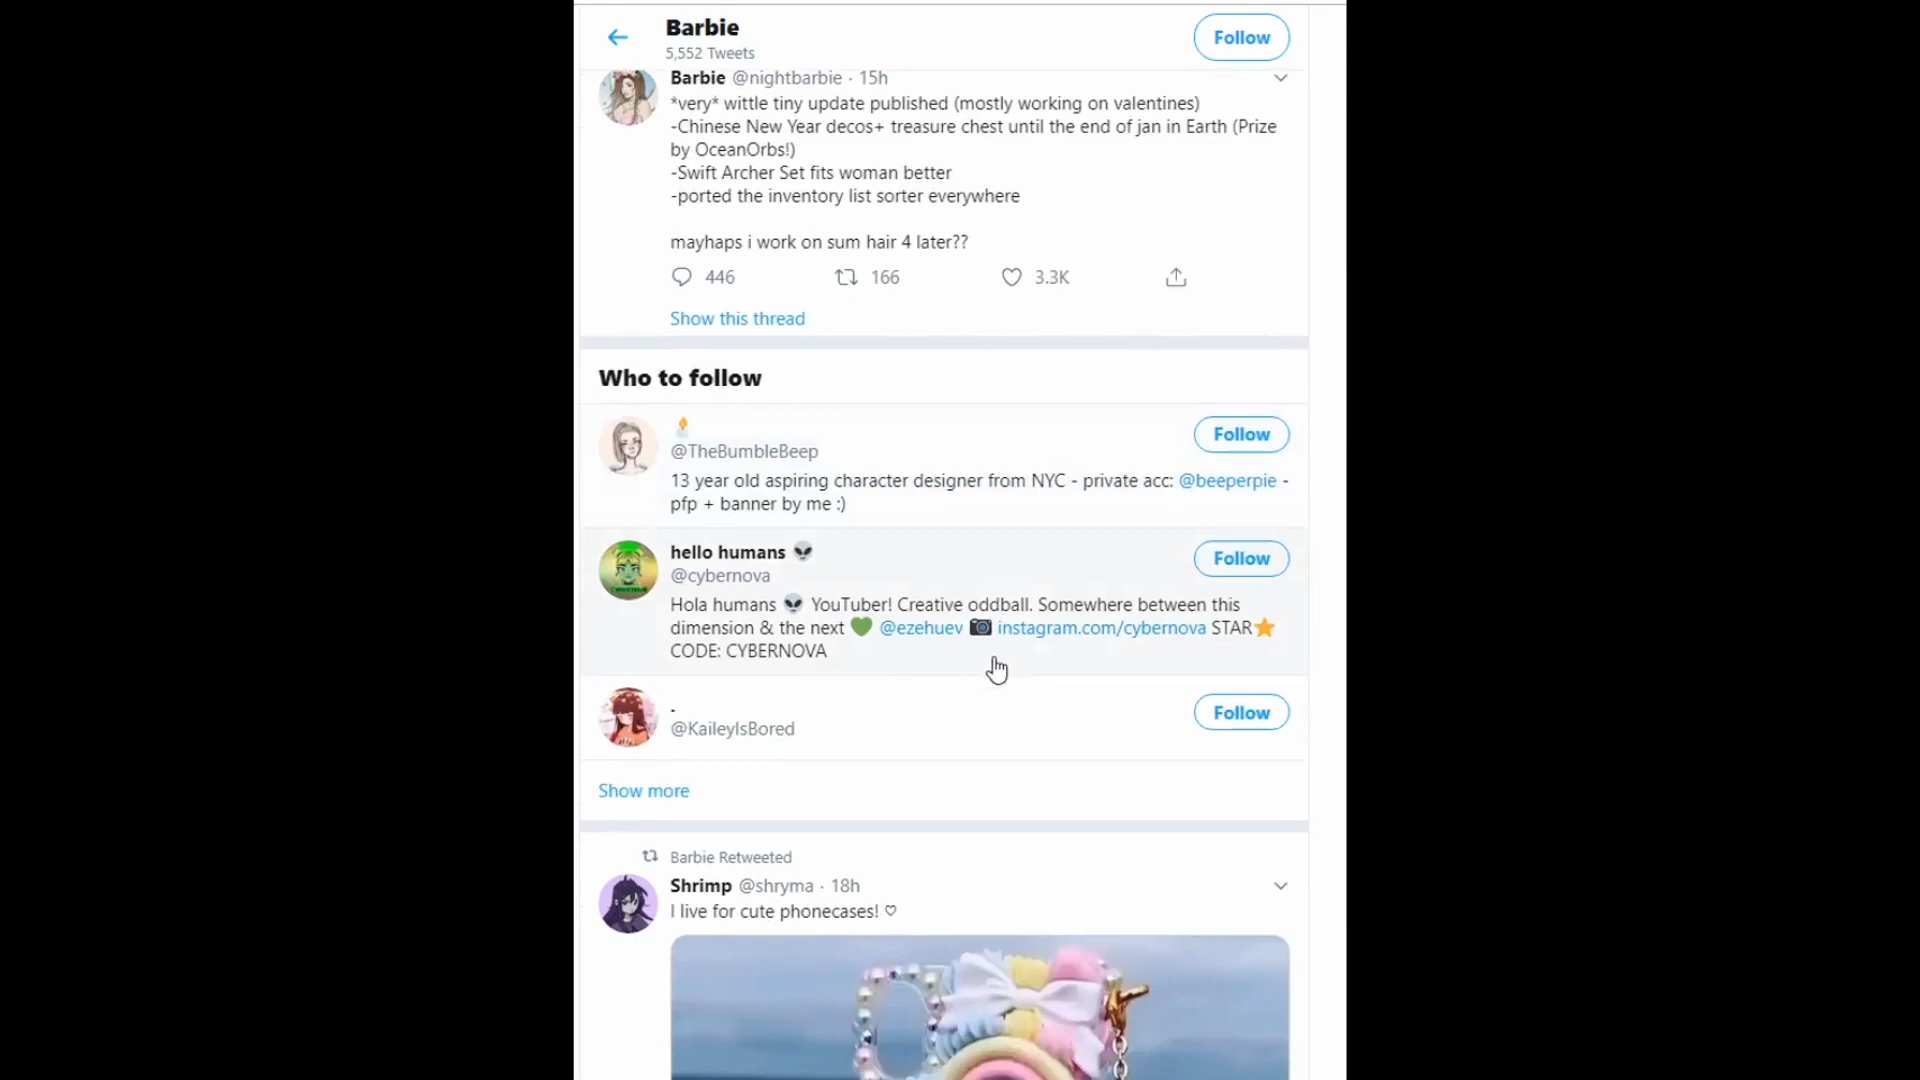 Barbie
5,552 Tweets
Follow
Barbie @nightbarbie · 15h
*very* wittle tiny update published (mostly working on valentines)
-Chinese New Year decos+ treasure chest until the end of jan in Earth (Prize
by OceanOrbs!)
-Swift Archer Set fits woman better
-ported the inventory list sorter everywhere
mayhaps i work on sum hair 4 later??
446 166 3.3K
Show this thread
Who to follow
@TheBumbleBeep
Follow
13 year old aspiring character designer from NYC - private acc: @beeperpie -
pfp + banner by me :)
hello humans 👽
@cybernova
Follow
Hola humans 👽 YouTuber! Creative oddball. Somewhere between this
dimension & the next 💚 @ezehuev 📷 instagram.com/cybernova STAR⭐
CODE: CYBERNOVA
.
@KaileyIsBored
Follow
Show more
Barbie Retweeted
Shrimp @shryma · 18h
I live for cute phonecases! ♡